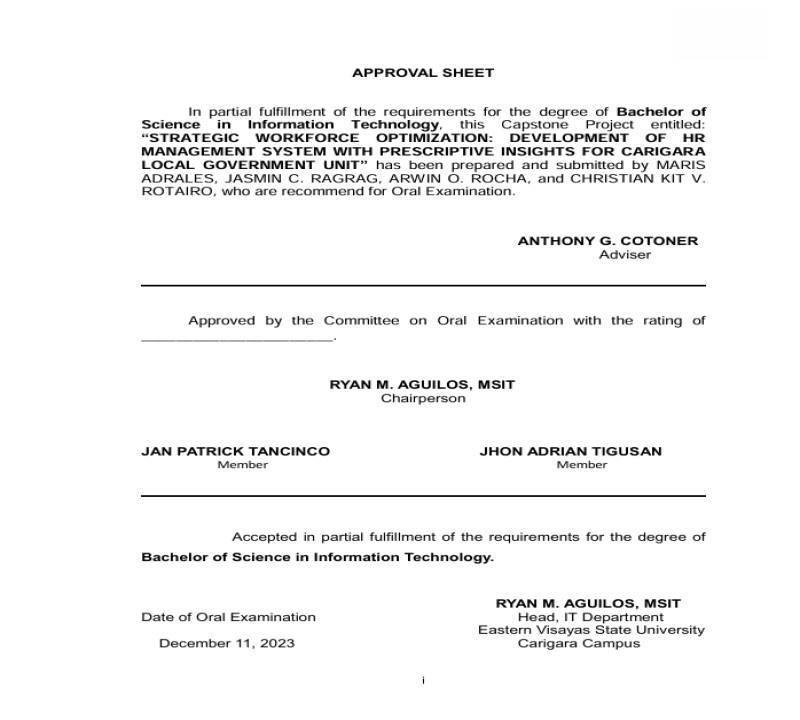 APPROVAL SHEET
In partial fulfillment of the requirements for the degree of Bachelor of
Science in Information Technology, this Capstone Project entitled:
“STRATEGIC WORKFORCE OPTIMIZATION: DEVELOPMENT OF HR
MANAGEMENT SYSTEM WITH PRESCRIPTIVE INSIGHTS FOR CARIGARA
LOCAL GOVERNMENT UNIT” has been prepared and submitted by MARIS
ADRALES, JASMIN C. RAGRAG, ARWIN O. ROCHA, and CHRISTIAN KIT V.
ROTAIRO, who are recommend for Oral Examination.
ANTHONY G. COTONER
Adviser
Approved by the Committee on Oral Examination with the rating of
______________________.
RYAN M. AGUILOS, MSIT
Chairperson
JAN PATRICK TANCINCO JHON ADRIAN TIGUSAN
Member Member
Accepted in partial fulfillment of the requirements for the degree of
Bachelor of Science in Information Technology.
RYAN M. AGUILOS, MSIT
Date of Oral Examination Head, IT Department
Eastern Visayas State University
December 11, 2023 Carigara Campus
i